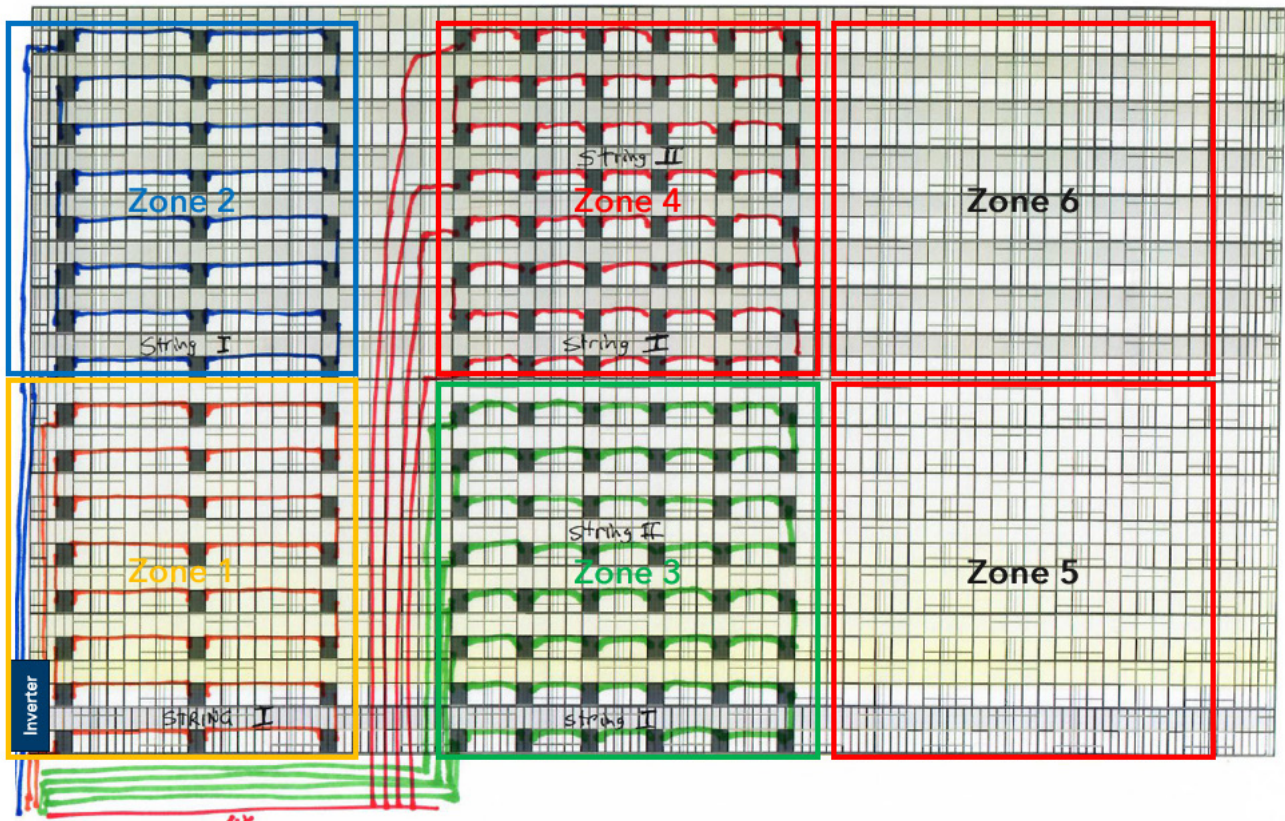 Zone 2
String I
String II
Zone 4
String I
Zone 6
Zone 1
STRING I
Inverter
String II
Zone 3
String I
Zone 5